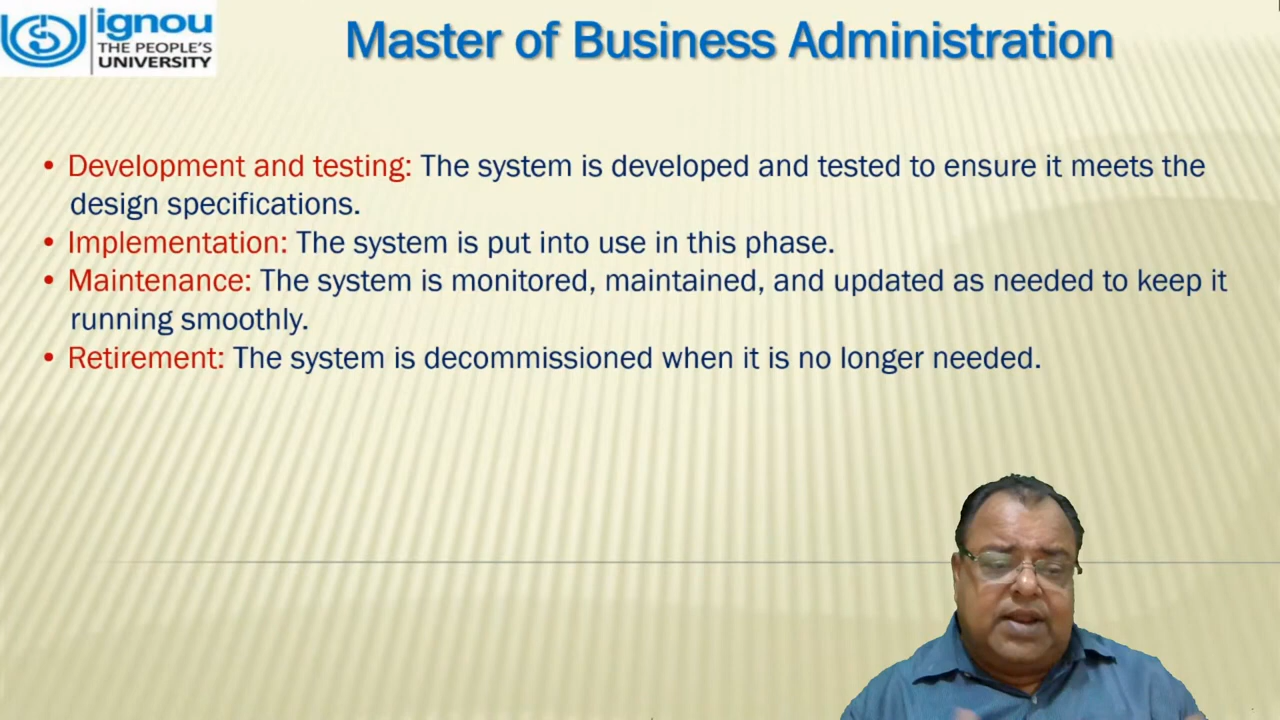 ignou
THE PEOPLE'S
UNIVERSITY
Master of Business Administration
• Development and testing: The system is developed and tested to ensure it meets the
design specifications.
• Implementation: The system is put into use in this phase.
• Maintenance: The system is monitored, maintained, and updated as needed to keep it
running smoothly.
• Retirement: The system is decommissioned when it is no longer needed.